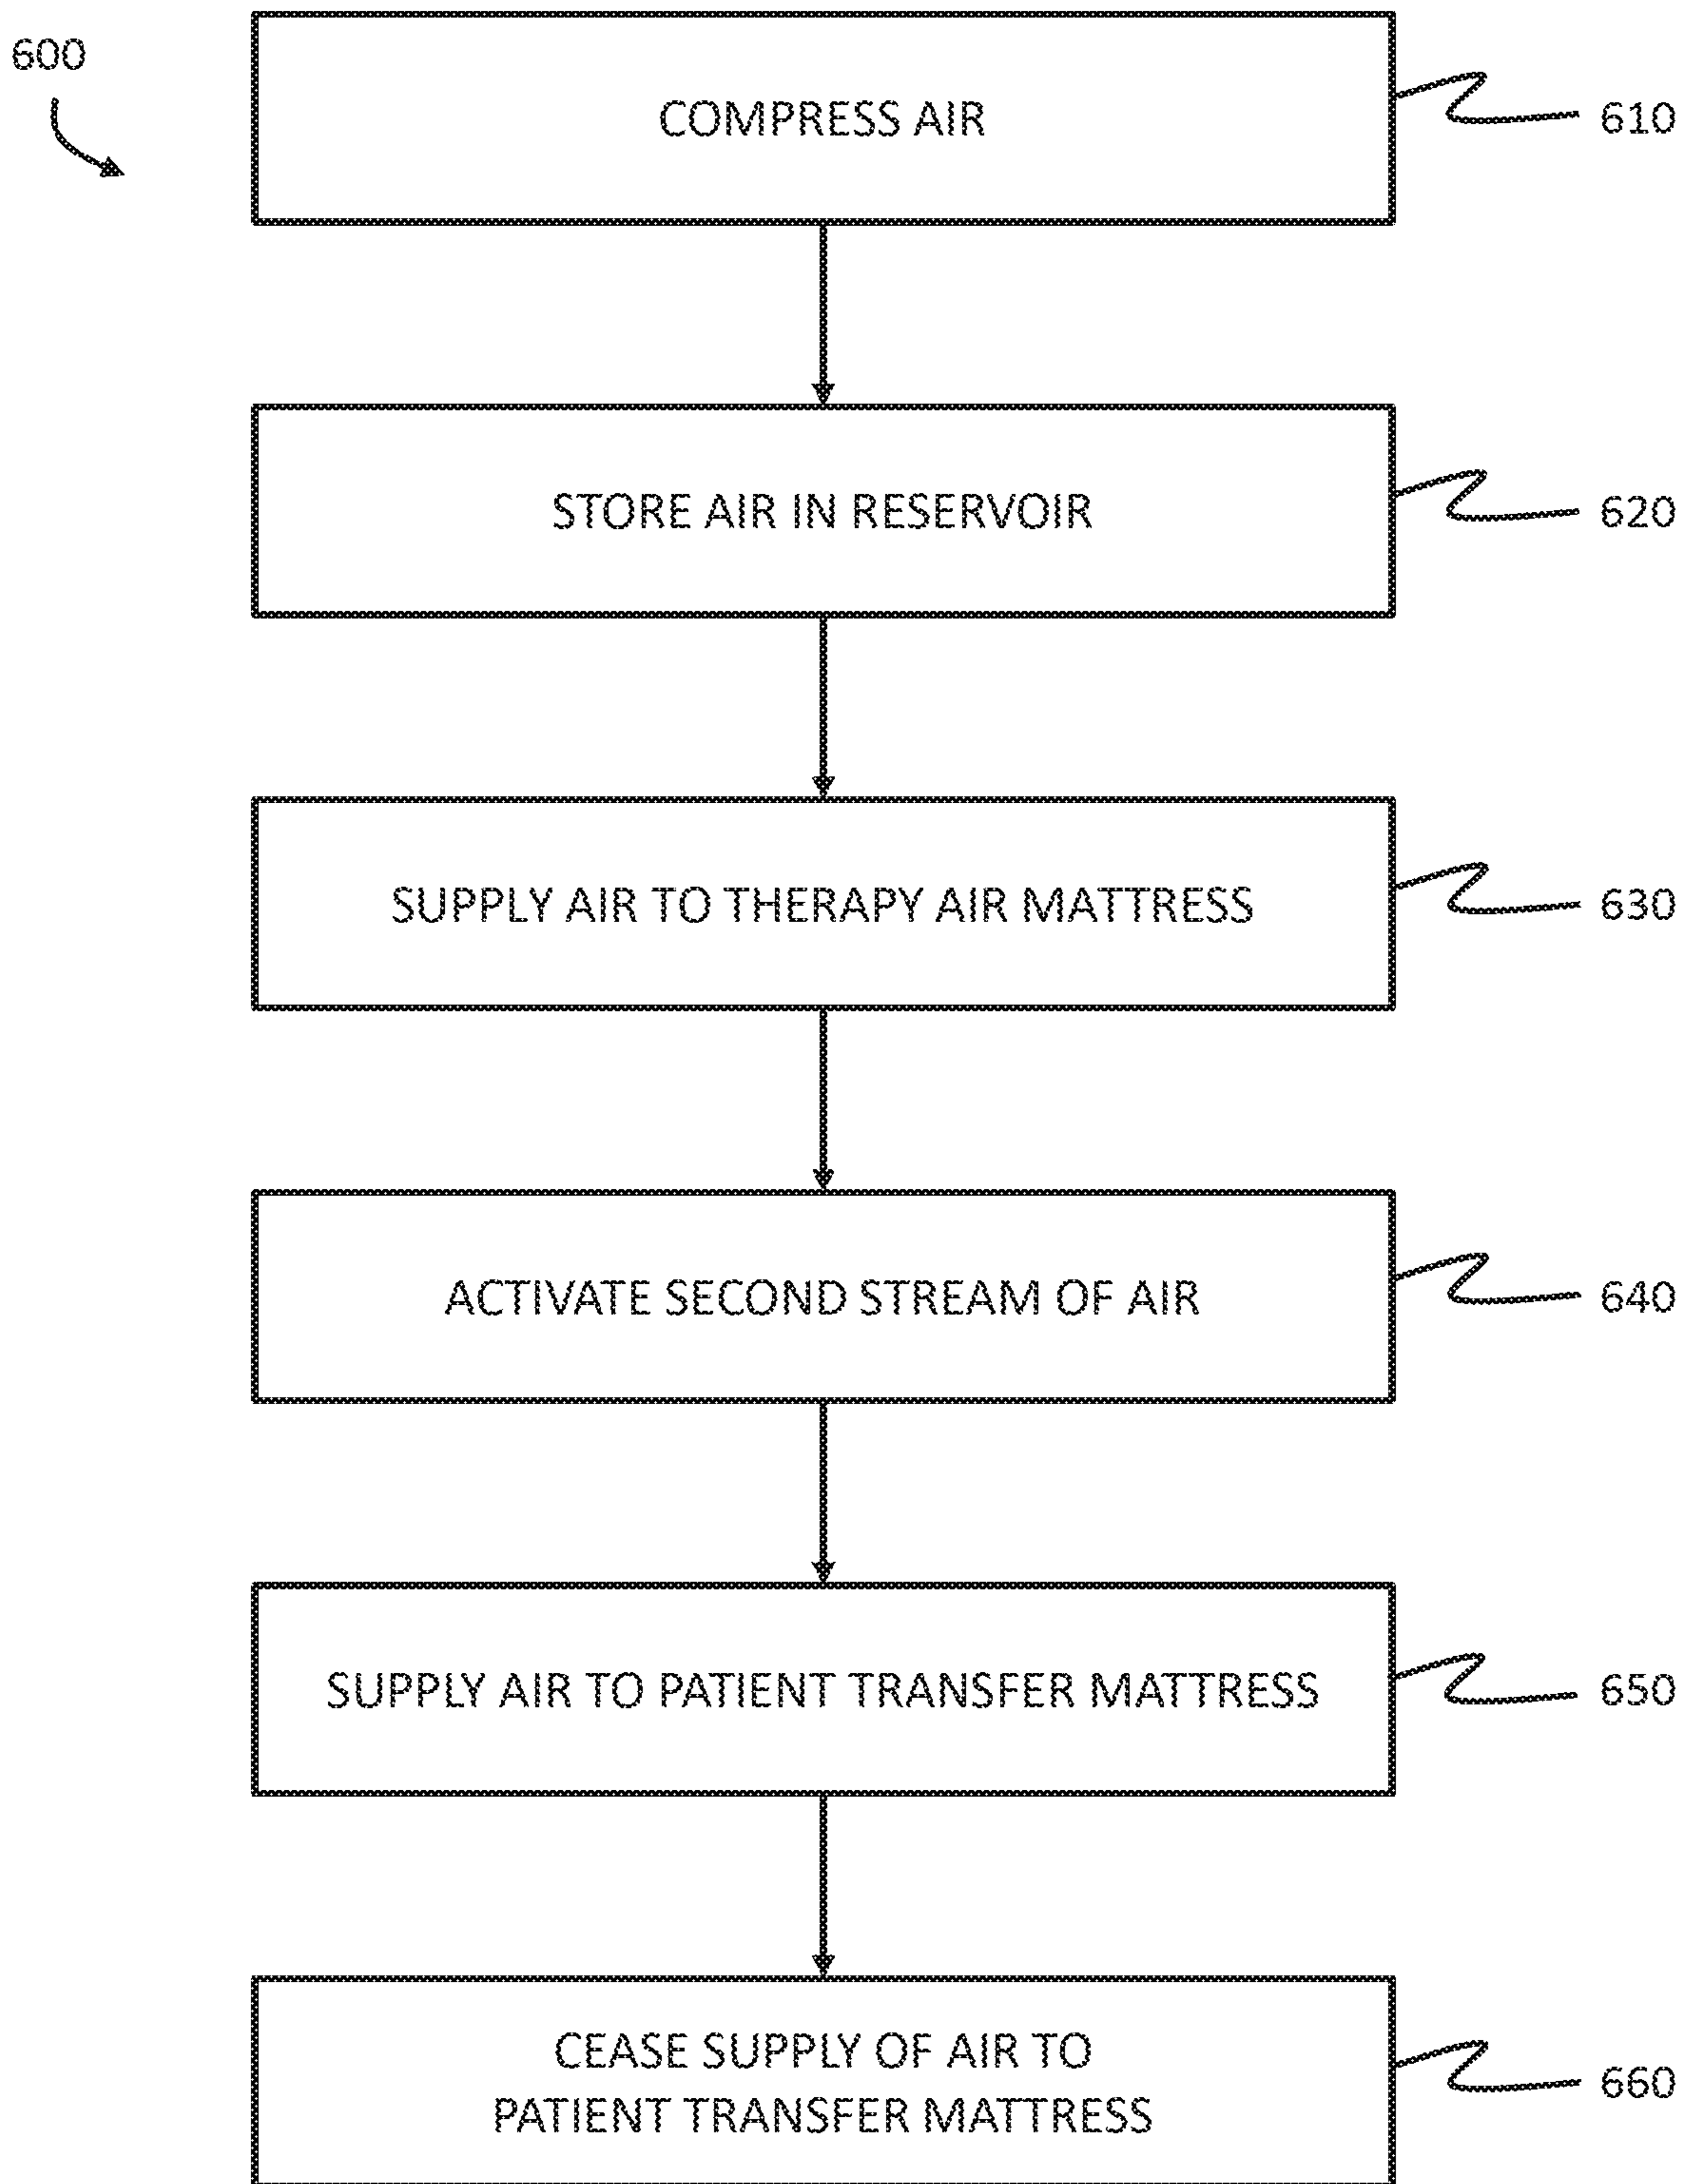 600
COMPRESS AIR
610
STORE AIR IN RESERVOIR
620
SUPPLY AIR TO THERAPY AIR MATTRESS
630
ACTIVATE SECOND STREAM OF AIR
640
SUPPLY AIR TO PATIENT TRANSFER MATTRESS
650
CEASE SUPPLY OF AIR TO
PATIENT TRANSFER MATTRESS
660